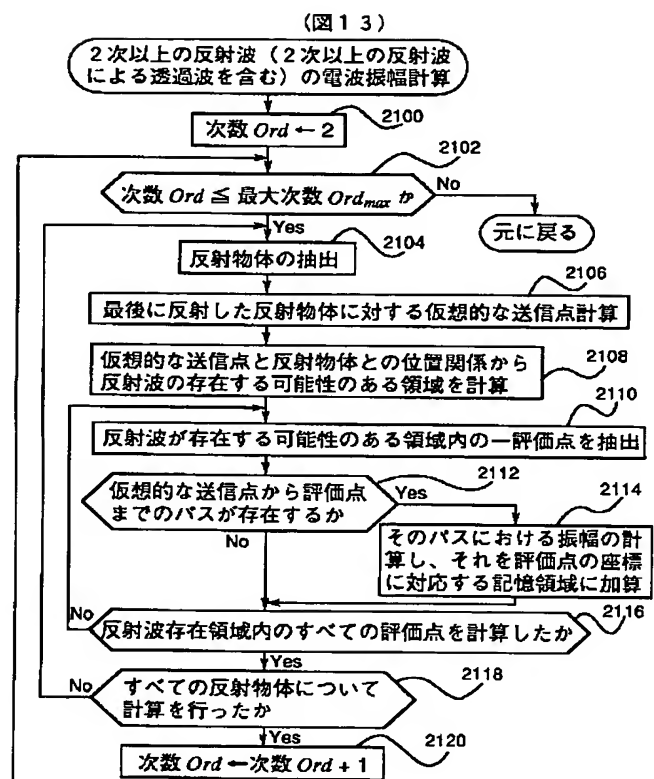 (図13)
2次以上の反射波(2次以上の反射波
による透過波を含む)の電波振幅計算
2100
次数 Ord ← 2
2102
次数 Ord ≦ 最大次数 Ordmax か
No
Yes
元に戻る
2104
反射物体の抽出
2106
最後に反射した反射物体に対する仮想的な送信点計算
仮想的な送信点と反射物体との位置関係から
反射波の存在する可能性のある領域を計算
2108
2110
反射波が存在する可能性のある領域内の一評価点を抽出
2112
仮想的な送信点から評価点
までのパスが存在するか
Yes
2114
No
そのパスにおける振幅の計
算し、それを評価点の座標
に対応する記憶領域に加算
No
反射波存在領域内のすべての評価点を計算したか
2116
Yes
No
すべての反射物体について
計算を行ったか
2118
Yes
2120
次数 Ord ← 次数 Ord + 1